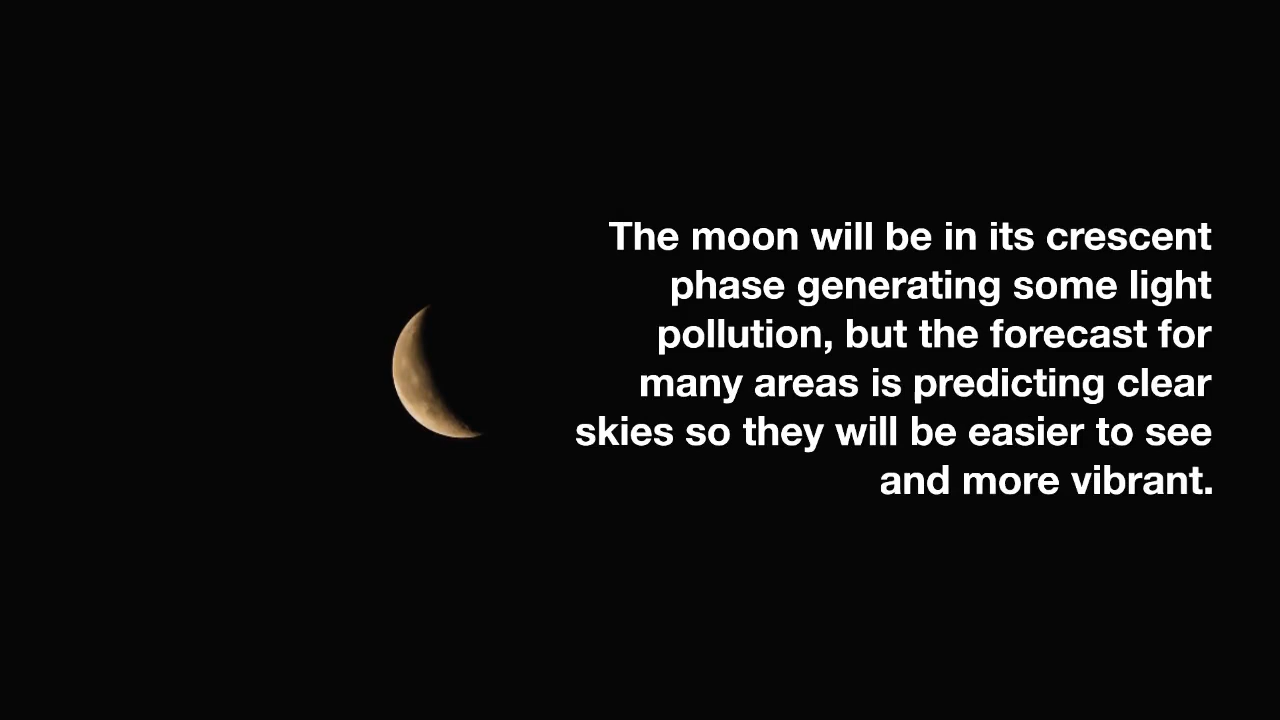 The moon will be in its crescent
phase generating some light
pollution, but the forecast for
many areas is predicting clear
skies so they will be easier to see
and more vibrant.